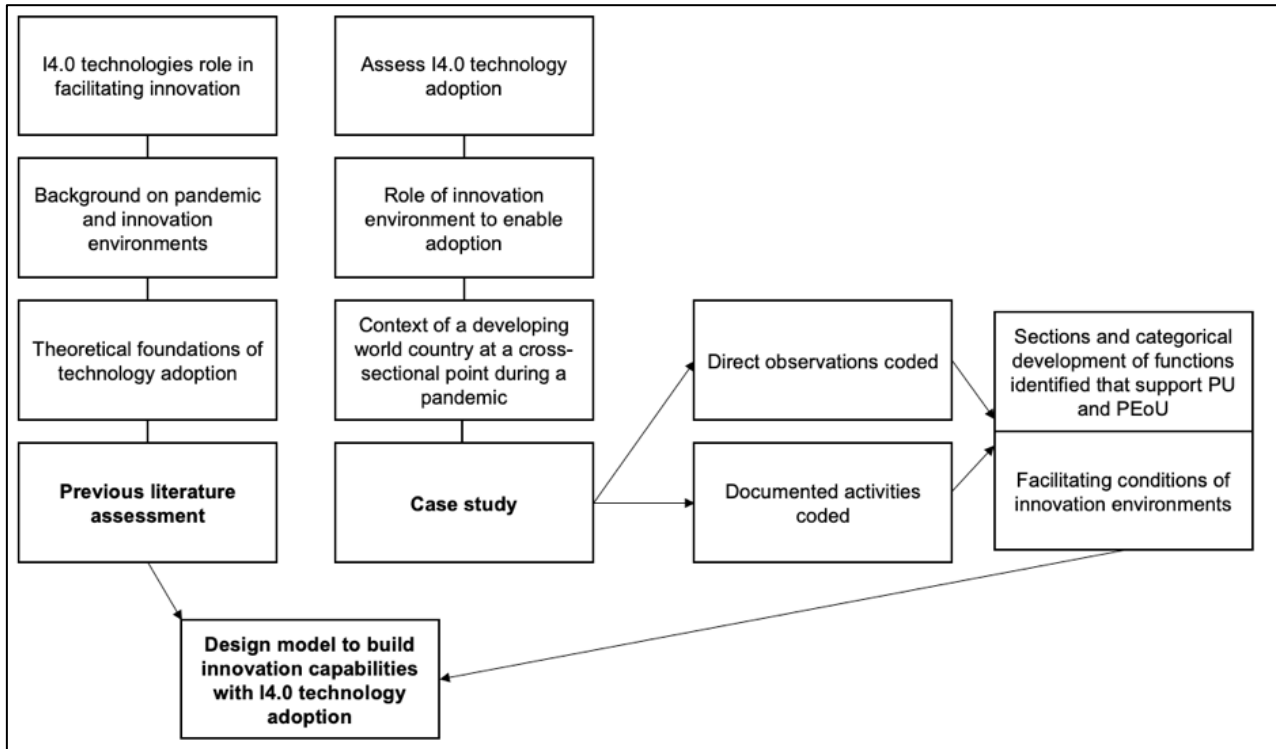 I4.0 technologies role in
facilitating innovation
Background on pandemic
and innovation
environments
Theoretical foundations of
technology adoption
Previous literature
assessment
Assess I4.0 technology
adoption
Role of innovation
environment to enable
adoption
Context of a developing
world country at a cross-
sectional point during a
pandemic
Case study
Direct observations coded
Documented activities
coded
Sections and categorical
development of functions
identified that support PU
and PEoU
Facilitating conditions of
innovation environments
Design model to build
innovation capabilities
with I4.0 technology
adoption